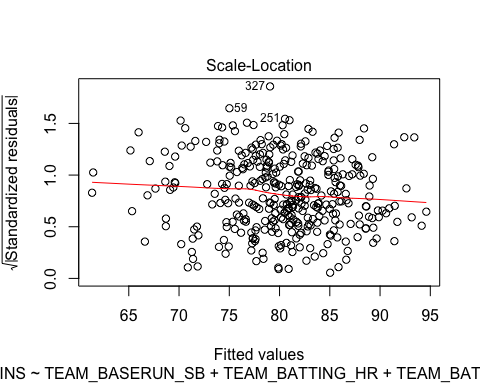 Scale-Location
327
59
251
√|Standardized residuals|
1.5
1.0
0.5
0.0
65 70 75 80 85 90 95
Fitted values
INS ~ TEAM_BASERUN_SB + TEAM_BATTING_HR + TEAM_BAT